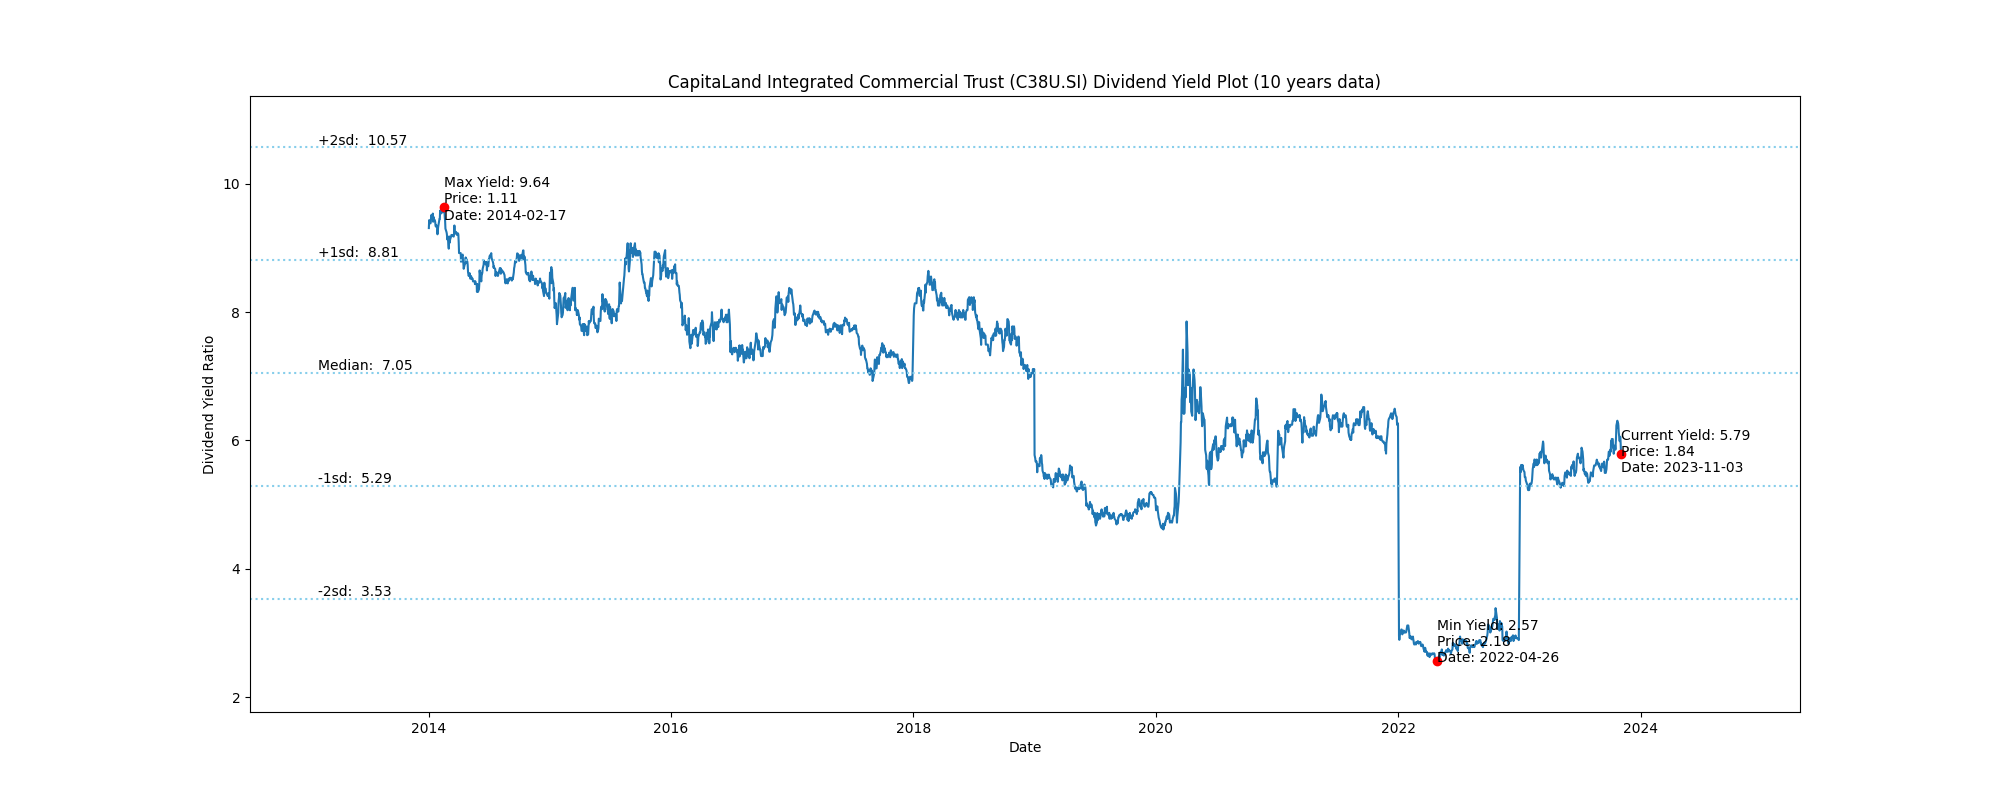 CapitaLand Integrated Commercial Trust (C38U.SI) Dividend Yield Plot (10 years data)
+2sd:  10.57
Max Yield: 9.64
Price: 1.11
Date: 2014-02-17
+1sd:  8.81
Median:  7.05
Current Yield: 5.79
Price: 1.84
Date: 2023-11-03
-1sd:  5.29
-2sd:  3.53
Min Yield: 2.57
Price: 2.18
Date: 2022-04-26
10
8
6
4
2
Dividend Yield Ratio
2014 2016 2018 2020 2022 2024
Date